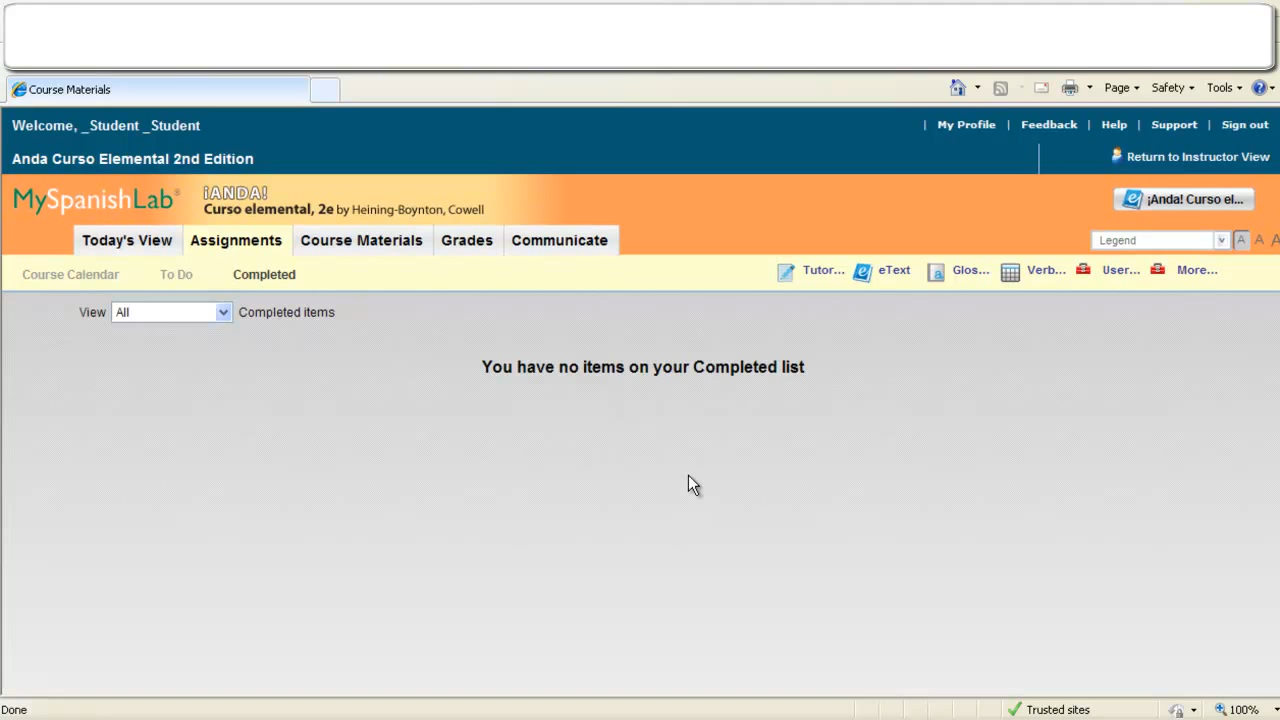 Course Materials
Page Safety Tools
Welcome, _Student _Student
My Profile | Feedback | Help | Support | Sign out
Anda Curso Elemental 2nd Edition
Return to Instructor View
MySpanishLab®
¡ANDA!
Curso elemental, 2e by Heining-Boynton, Cowell
¡Anda! Curso el...
Today's View Assignments Course Materials Grades Communicate
Legend A A A
Course Calendar To Do Completed
Tutor... eText Glos... Verb... User... More...
View All Completed items
You have no items on your Completed list
Done
Trusted sites
100%